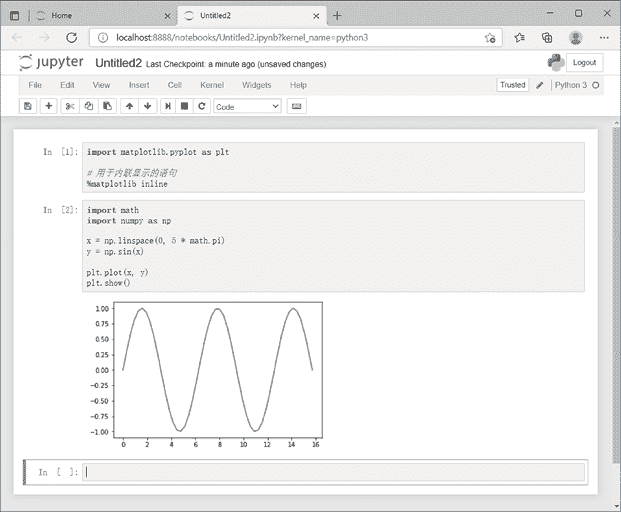 Home
Untitled2
localhost:8888/notebooks/Untitled2.ipynb?kernel_name=python3
jupyter Untitled2 Last Checkpoint: a minute ago (unsaved changes)
Logout
File Edit View Insert Cell Kernel Widgets Help
Trusted
Python 3
Code
In [1]:
import matplotlib.pyplot as plt
# 用于内联显示的语句
%matplotlib inline
In [2]:
import math
import numpy as np
x = np.linspace(0, 5 * math.pi)
y = np.sin(x)
plt.plot(x, y)
plt.show()
1.00
0.75
0.50
0.25
0.00
−0.25
−0.50
−0.75
−1.00
0 2 4 6 8 10 12 14 16
In [ ]: